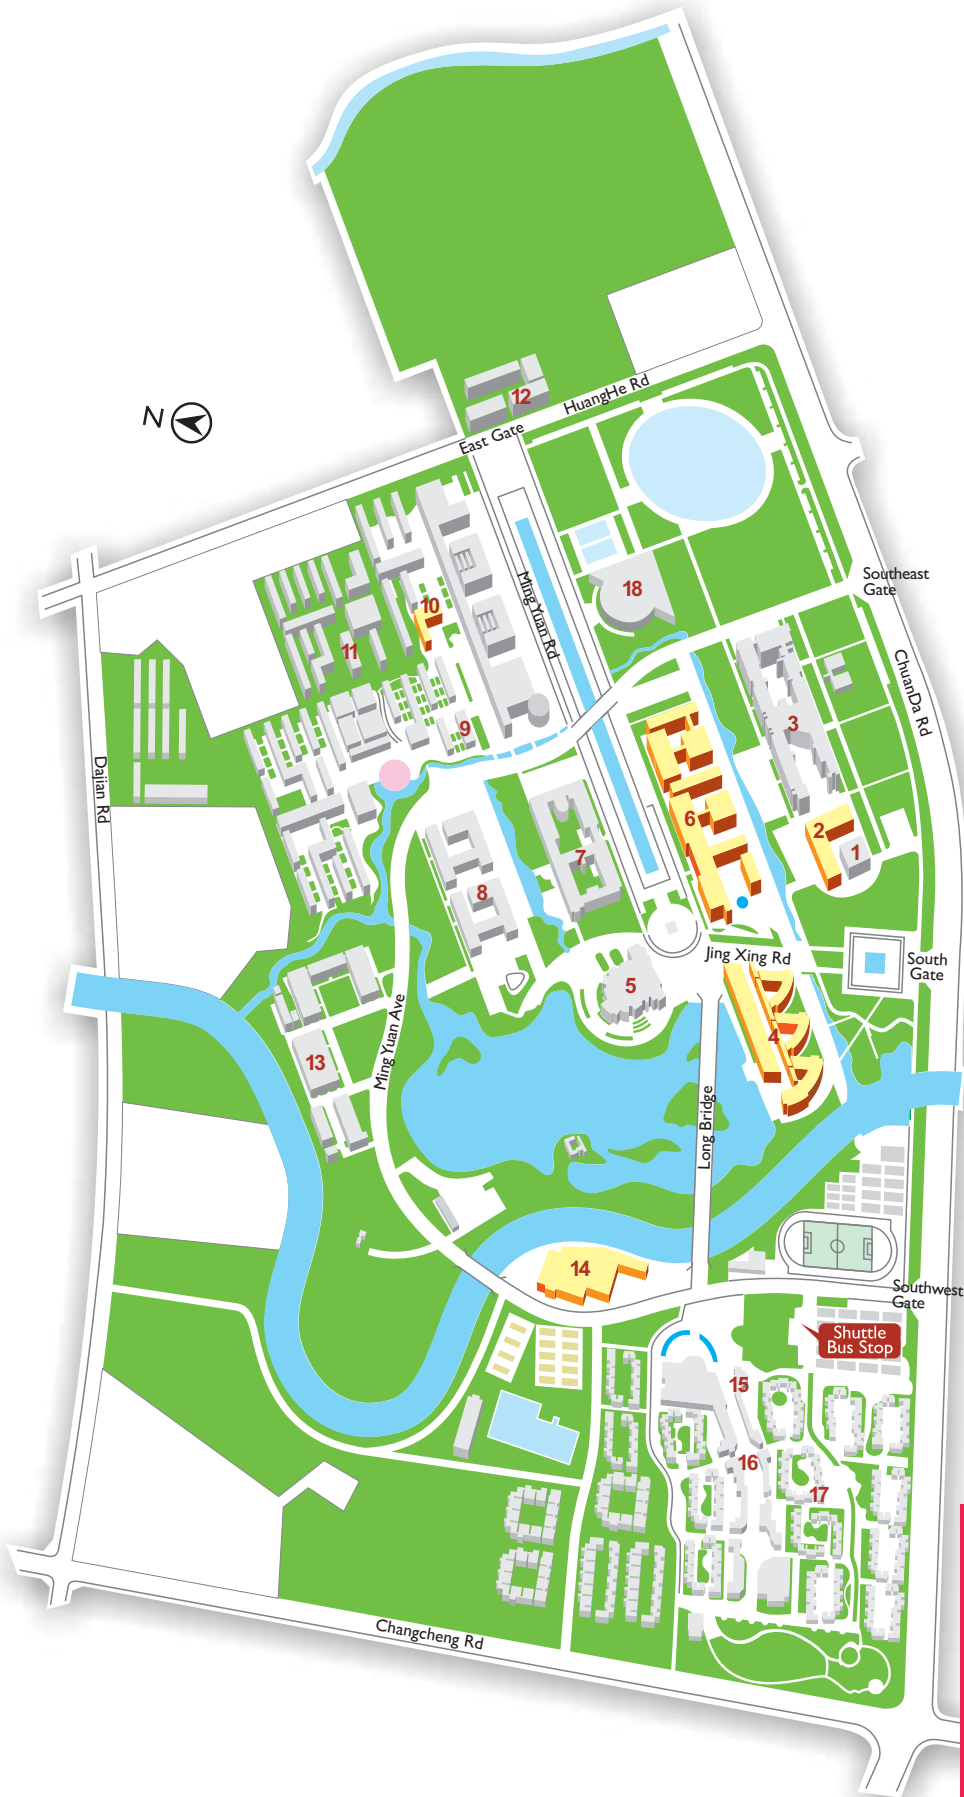 12
HuangHe Rd
East Gate
N
Southeast
Gate
18
Ming Yuan Rd
10
11
ChuanDa Rd
3
9
Dajian Rd
6
2
1
7
8
Jing Xing Rd
South
Gate
5
4
Ming Yuan Ave
13
Long Bridge
14
Southwest
Gate
Shuttle
Bus Stop
15
16
17
Changcheng Rd